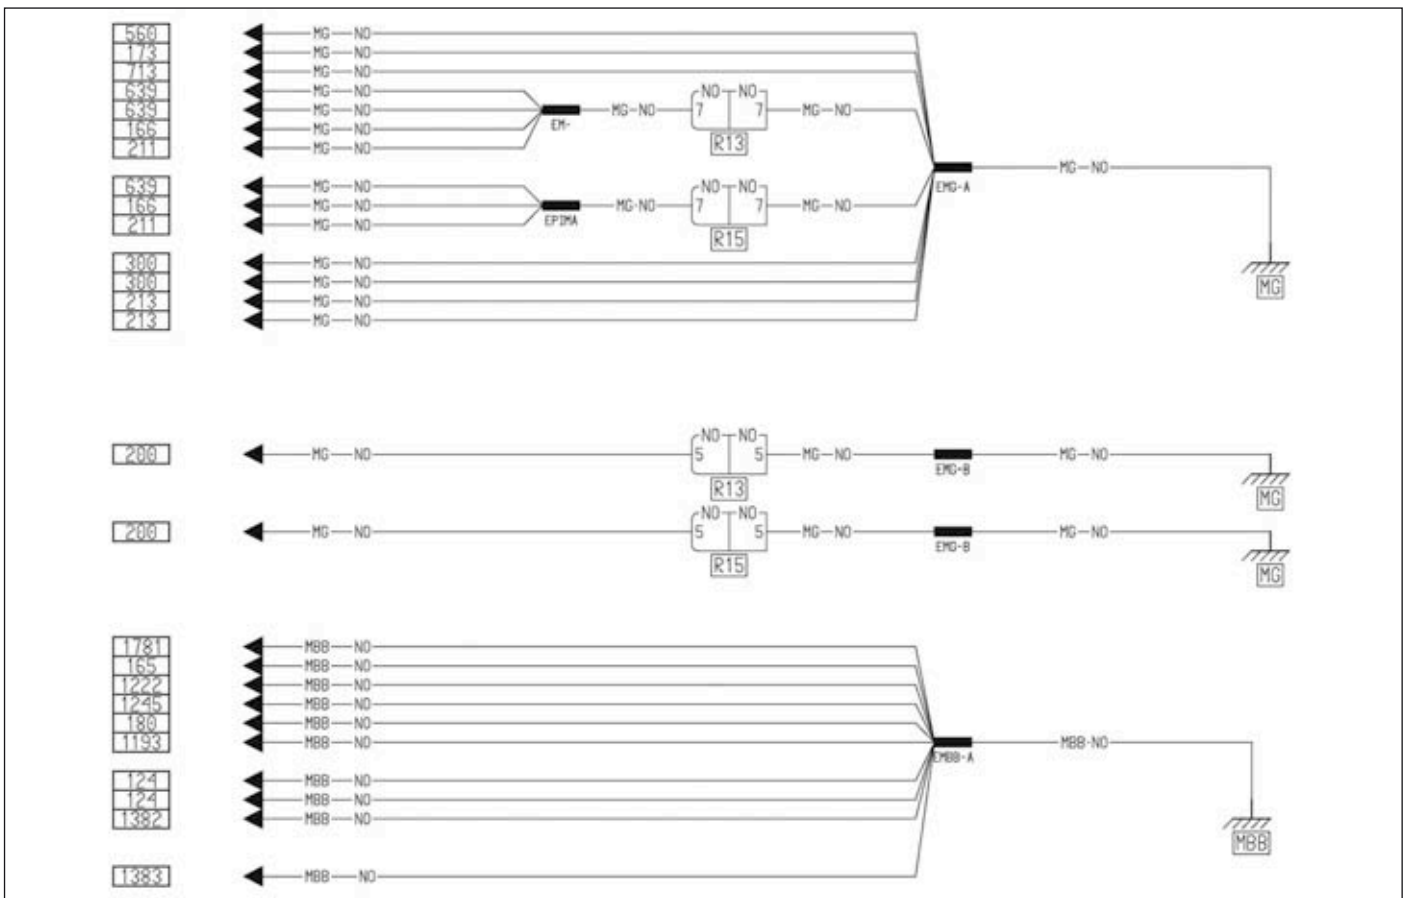 560 MG NO
173 MG NO
713 MG NO
639 MG NO NO NO
639 MG NO MG-NO 7 7 MG-NO
166 MG NO EM-
211 MG NO R13
MG-NO
639 MG NO NO NO EMG-A
166 MG NO MG-NO 7 7 MG-NO
211 MG NO EPIMA
R15
300 MG NO
300 MG NO MG
213 MG NO
213 MG NO
NO NO
200 MG NO 5 5 MG-NO MG-NO
EMG-B
R13 MG
NO NO
200 MG NO 5 5 MG-NO MG-NO
EMG-B
R15 MG
1781 MBB NO
165 MBB NO
1222 MBB NO
1245 MBB NO
180 MBB NO
1193 MBB NO MBB-NO
EMBB-A
124 MBB NO
124 MBB NO
1382 MBB NO
MBB
1383 MBB NO